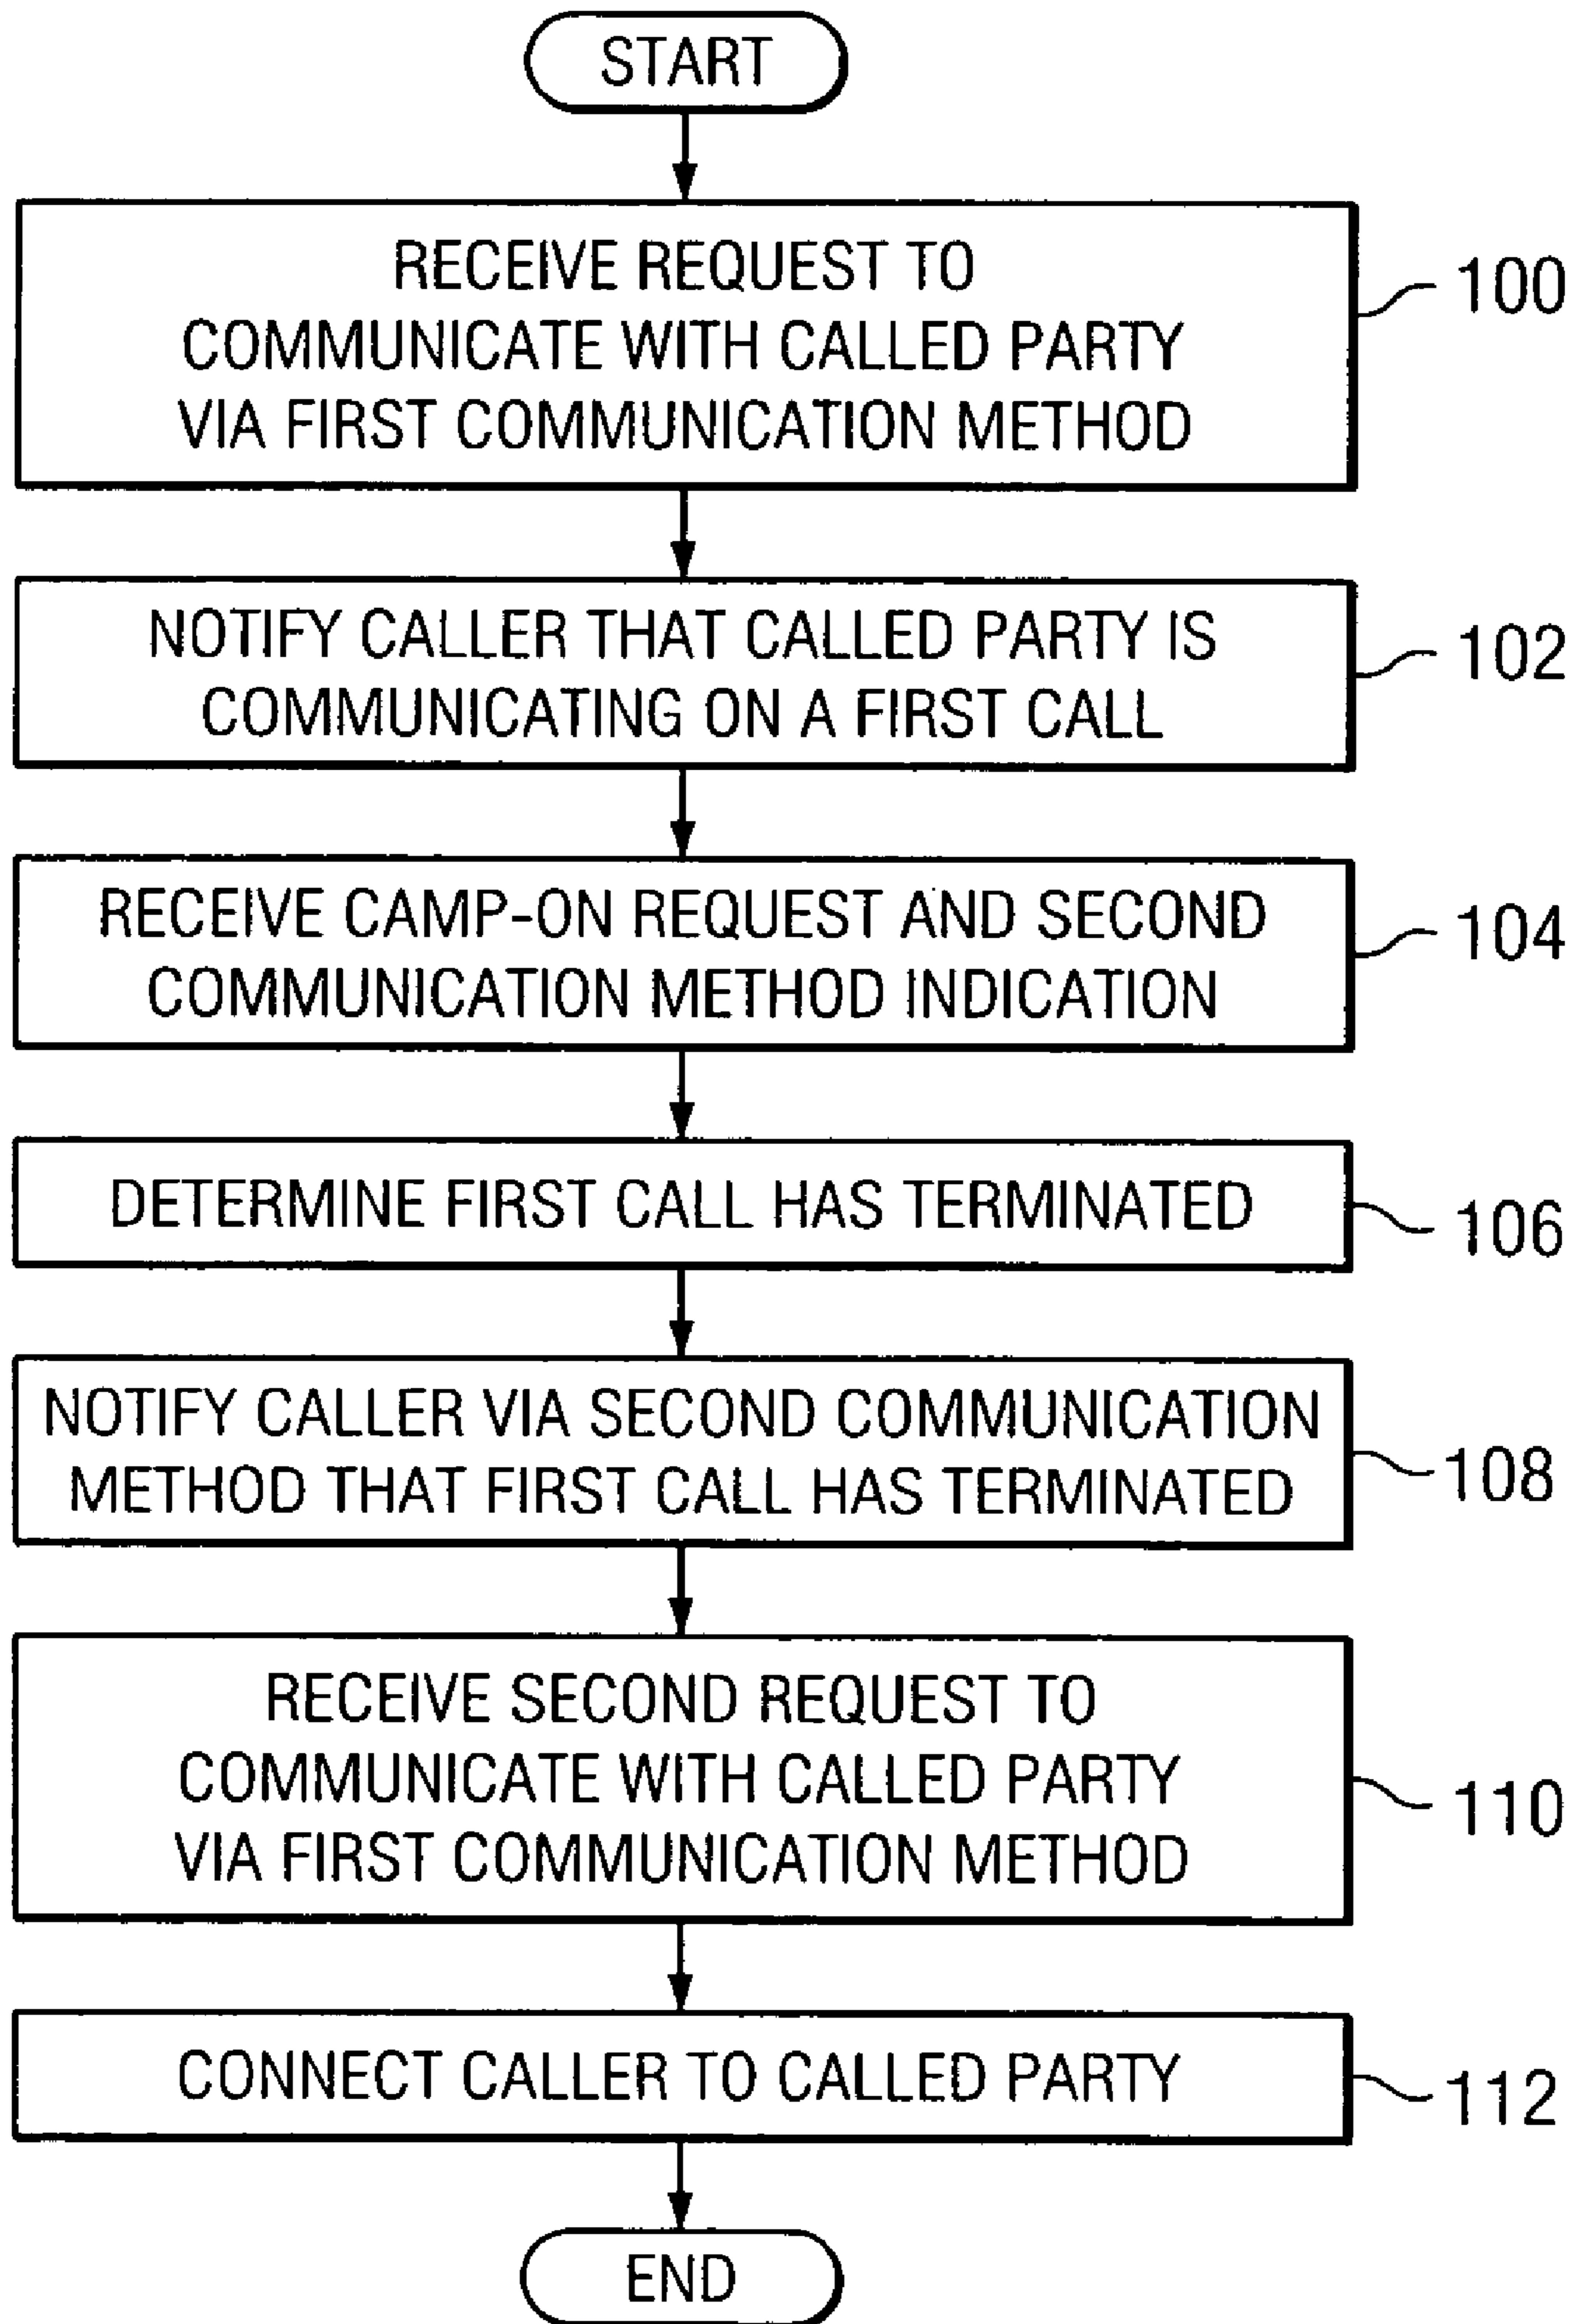 START
RECEIVE REQUEST TO
COMMUNICATE WITH CALLED PARTY
VIA FIRST COMMUNICATION METHOD
100
NOTIFY CALLER THAT CALLED PARTY IS
COMMUNICATING ON A FIRST CALL
102
RECEIVE CAMP-ON REQUEST AND SECOND
COMMUNICATION METHOD INDICATION
104
DETERMINE FIRST CALL HAS TERMINATED
106
NOTIFY CALLER VIA SECOND COMMUNICATION
METHOD THAT FIRST CALL HAS TERMINATED
108
RECEIVE SECOND REQUEST TO
COMMUNICATE WITH CALLED PARTY
VIA FIRST COMMUNICATION METHOD
110
CONNECT CALLER TO CALLED PARTY
112
END